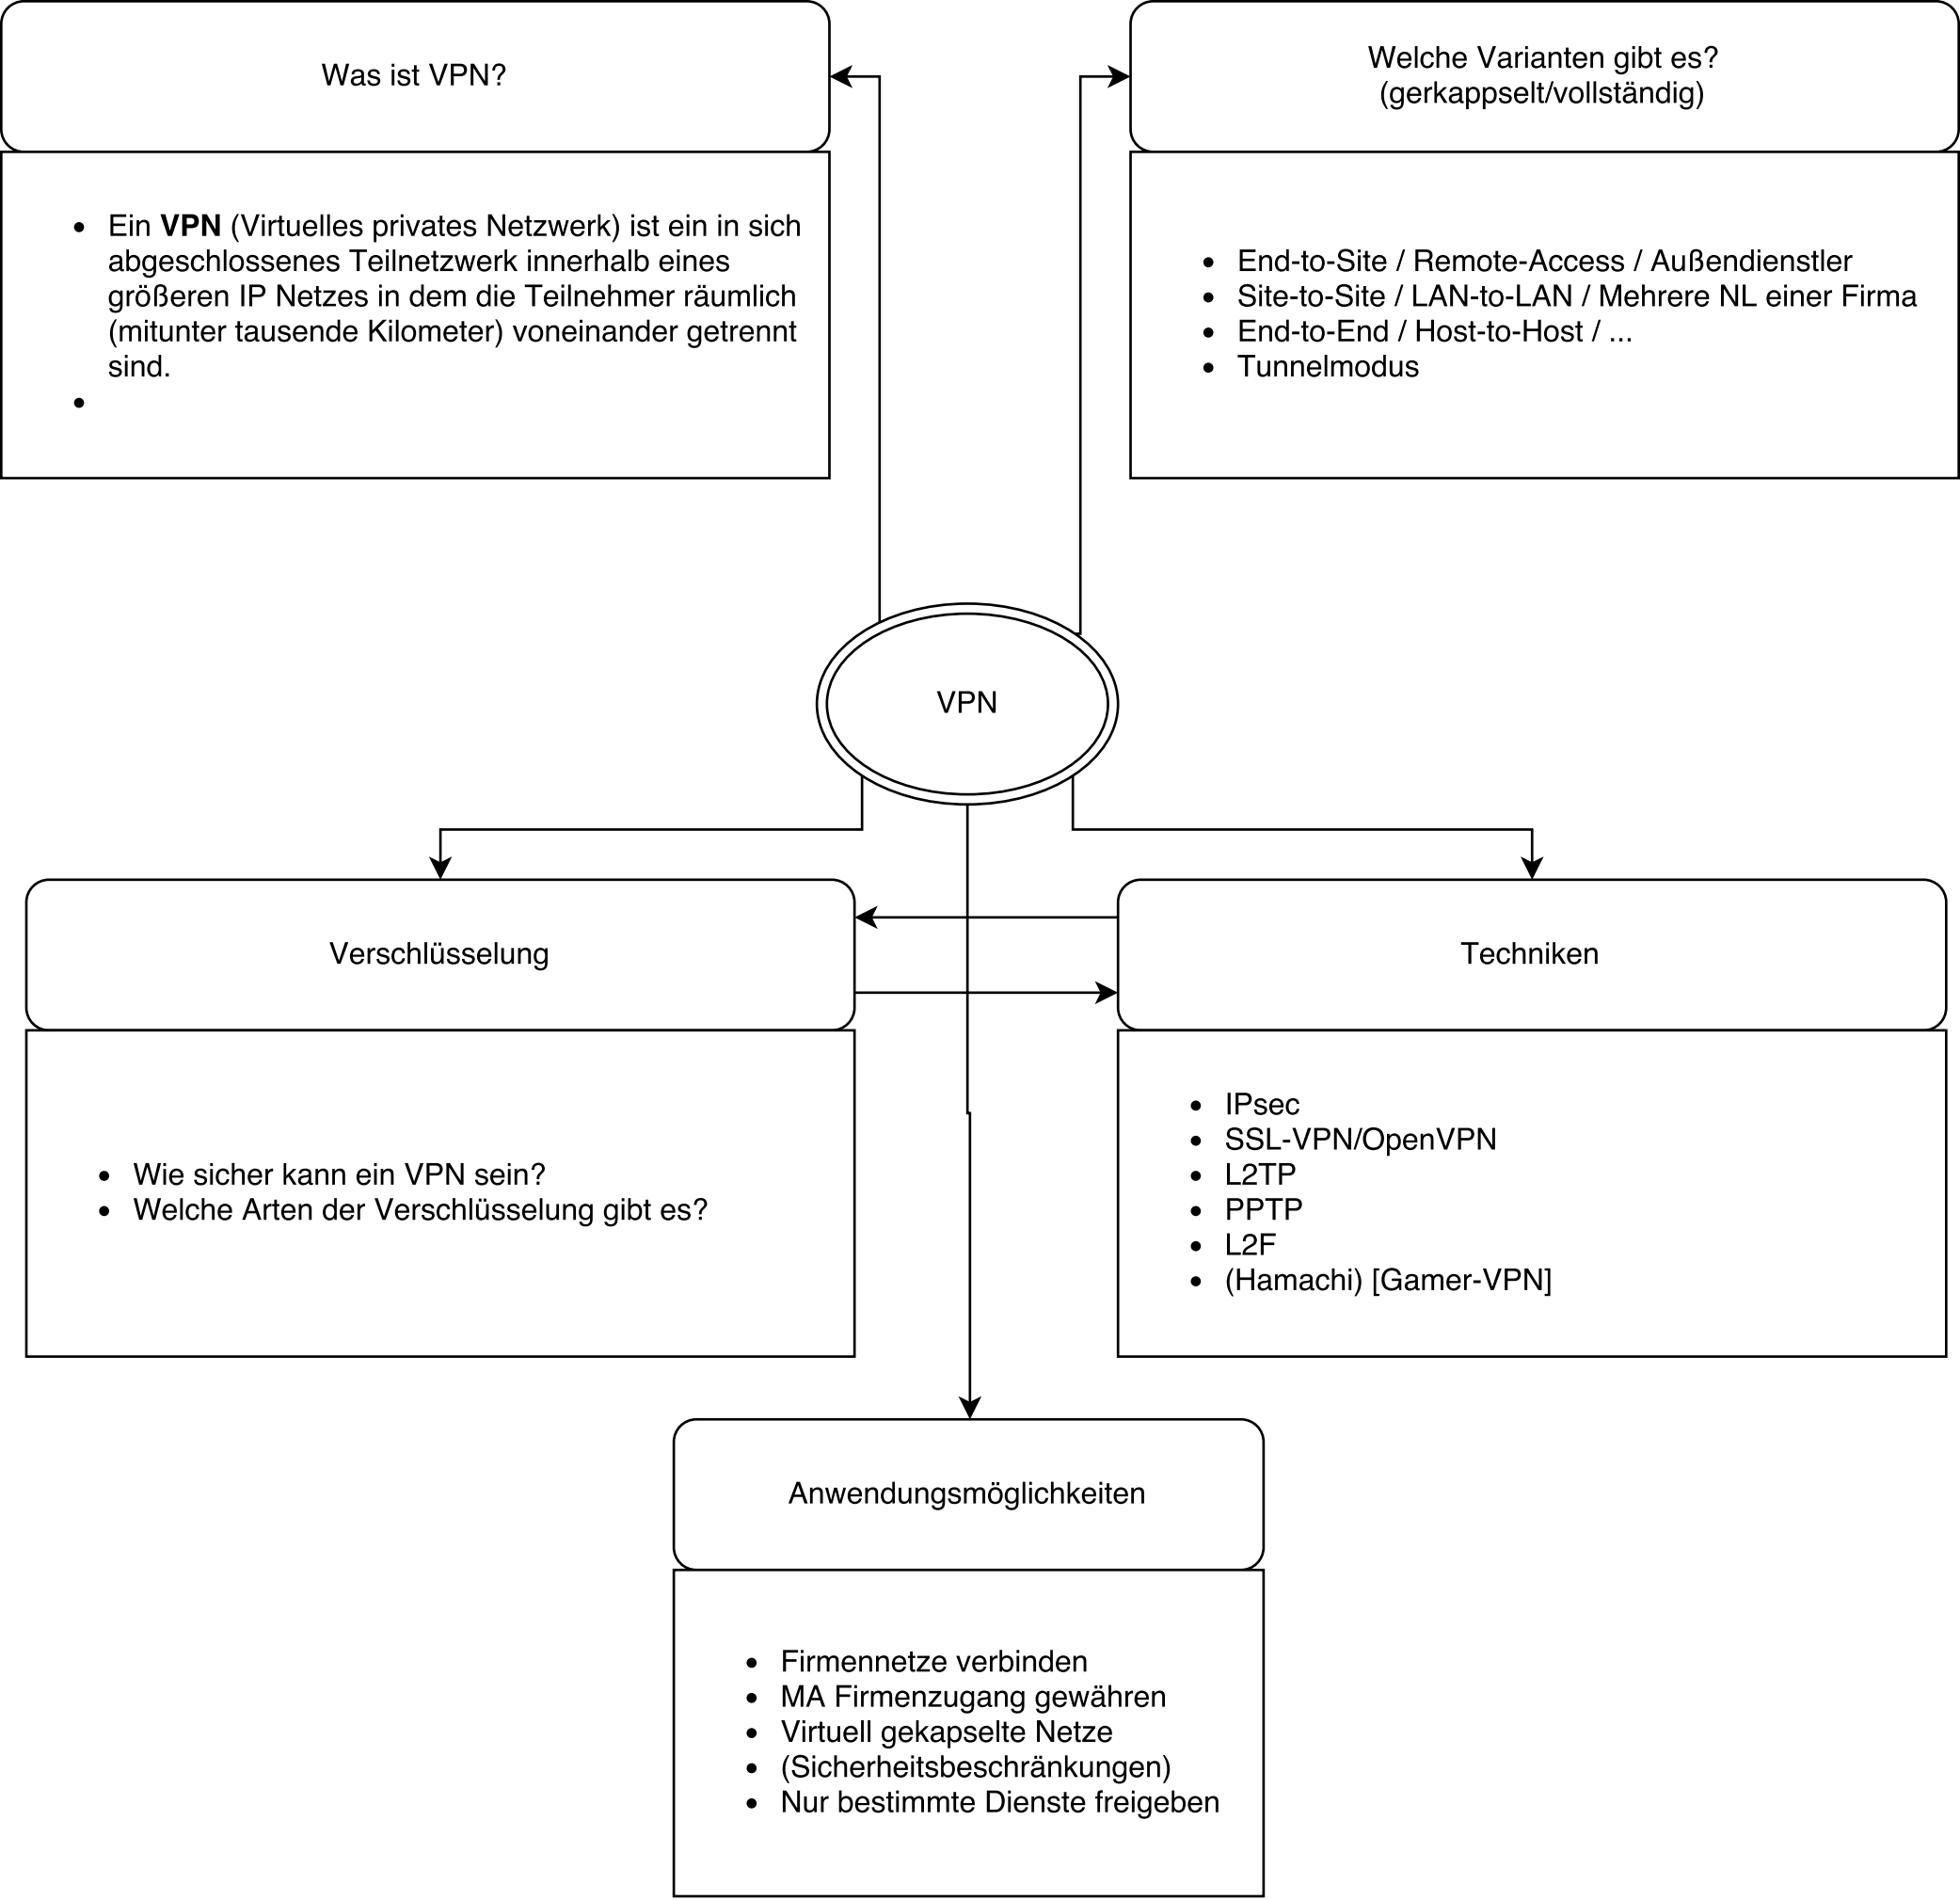 Was ist VPN?
• Ein VPN (Virtuelles privates Netzwerk) ist ein in sich
abgeschlossenes Teilnetzwerk innerhalb eines
größeren IP Netzes in dem die Teilnehmer räumlich
(mitunter tausende Kilometer) voneinander getrennt
sind.
•
Welche Varianten gibt es?
(gerkappselt/vollständig)
• End-to-Site / Remote-Access / Außendienstler
• Site-to-Site / LAN-to-LAN / Mehrere NL einer Firma
• End-to-End / Host-to-Host / ...
• Tunnelmodus
VPN
Verschlüsselung
• Wie sicher kann ein VPN sein?
• Welche Arten der Verschlüsselung gibt es?
Techniken
• IPsec
• SSL-VPN/OpenVPN
• L2TP
• PPTP
• L2F
• (Hamachi) [Gamer-VPN]
Anwendungsmöglichkeiten
• Firmennetze verbinden
• MA Firmenzugang gewähren
• Virtuell gekapselte Netze
• (Sicherheitsbeschränkungen)
• Nur bestimmte Dienste freigeben